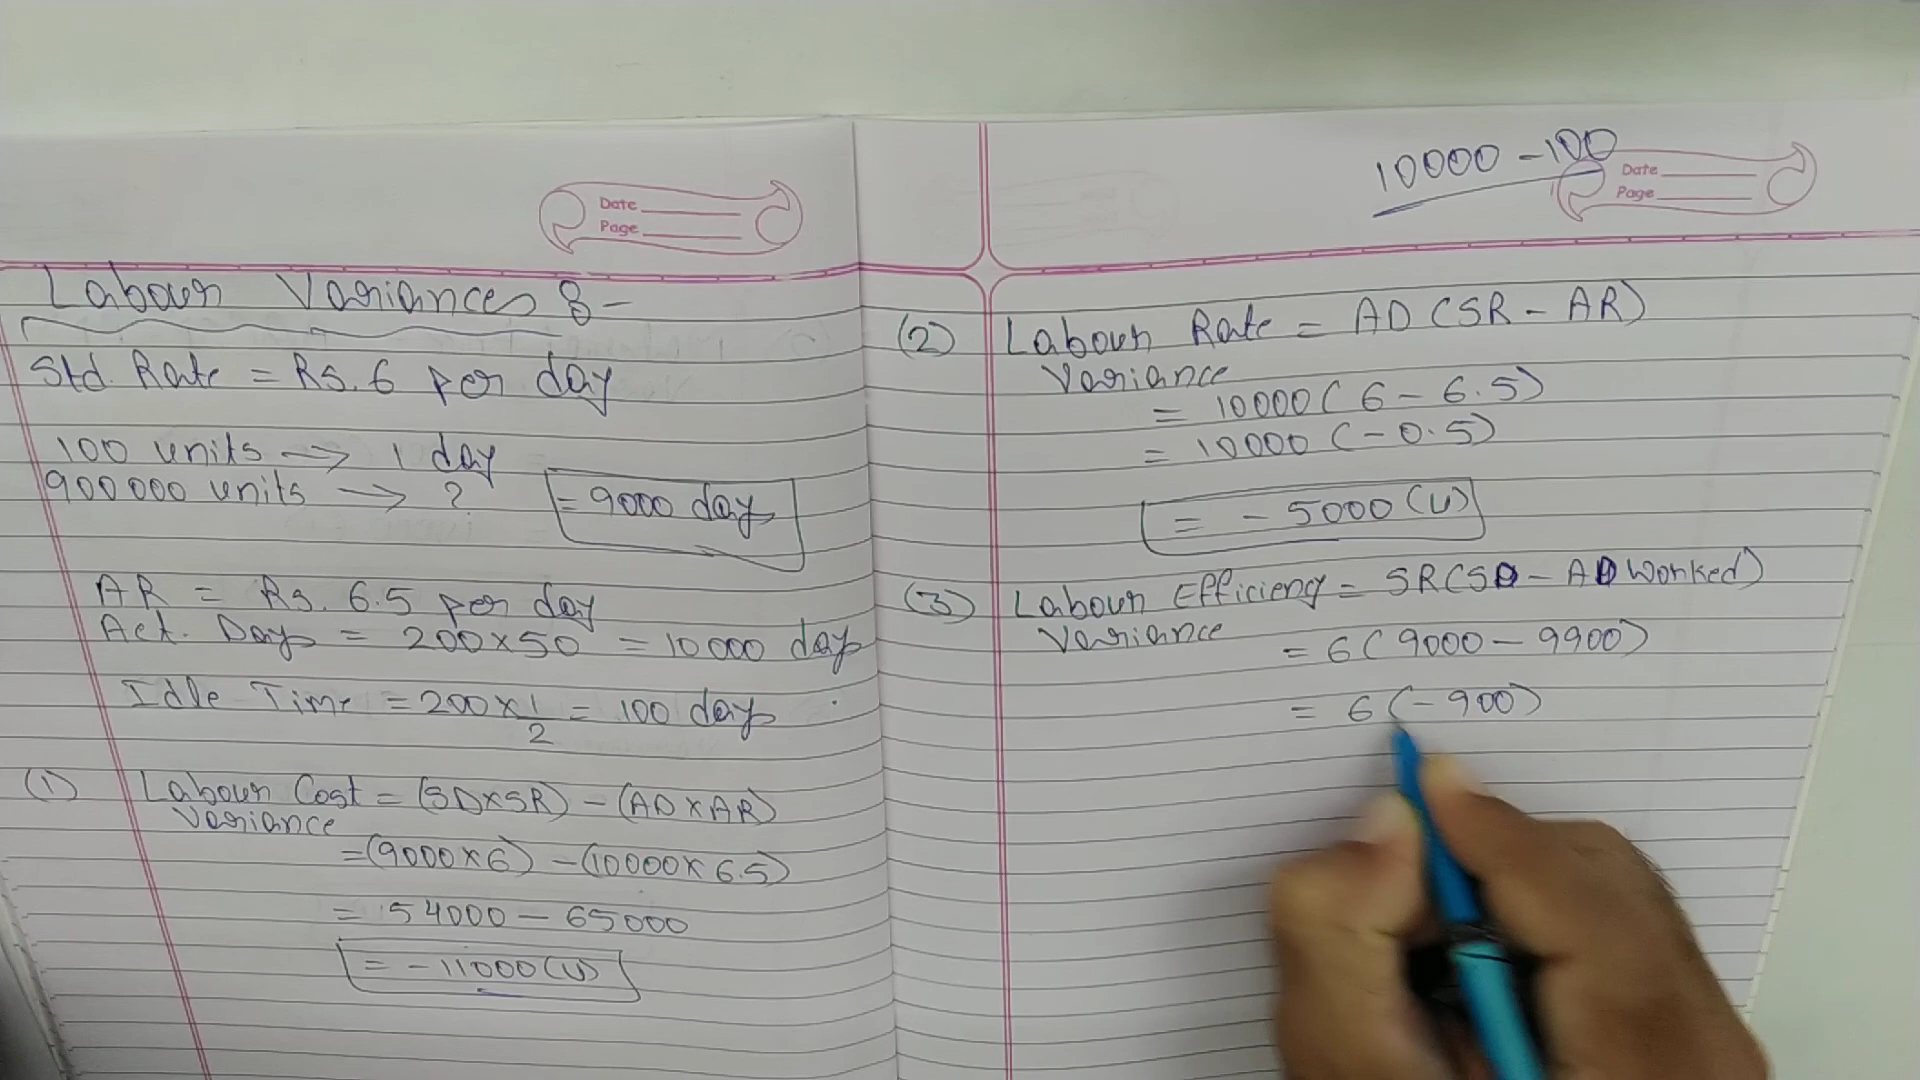 Date
Page
Labour Variances :-
Std. Rate = Rs. 6 per day
100 units → 1 day
900000 units → ? = 9000 days
AR = Rs. 6.5 per day
Act. Days = 200×50 = 10000 days
Idle Time = 200×1/2 = 100 days
(1) Labour Cost = (SD×SR) - (AD×AR)
Variance
= (9000×6) - (10000×6.5)
= 54000 - 65000
= -11000 (U)
10000 - 100
Date
Page
(2) Labour Rate = AD (SR - AR)
Variance
= 10000 (6 - 6.5)
= 10000 (-0.5)
= -5000 (U)
(3) Labour Efficiency = SR(SD - AD Worked)
Variance
= 6 (9000 - 9900)
= 6 (-900)